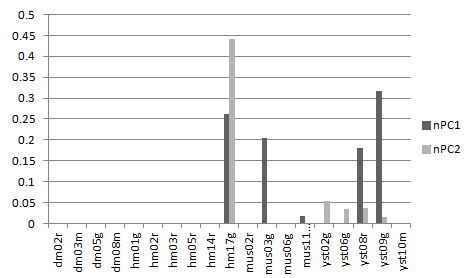 0.5
0.45
0.4
0.35
0.3
0.25
0.2
0.15
0.1
0.05
0
nPC1
nPC2
dm02r
dm03m
dm05g
dm08m
hm01g
hm02r
hm03r
hm05r
hm14r
hm17g
mus02r
mus03g
mus06g
mus11...
yst02g
yst06g
yst08r
yst09g
yst10m